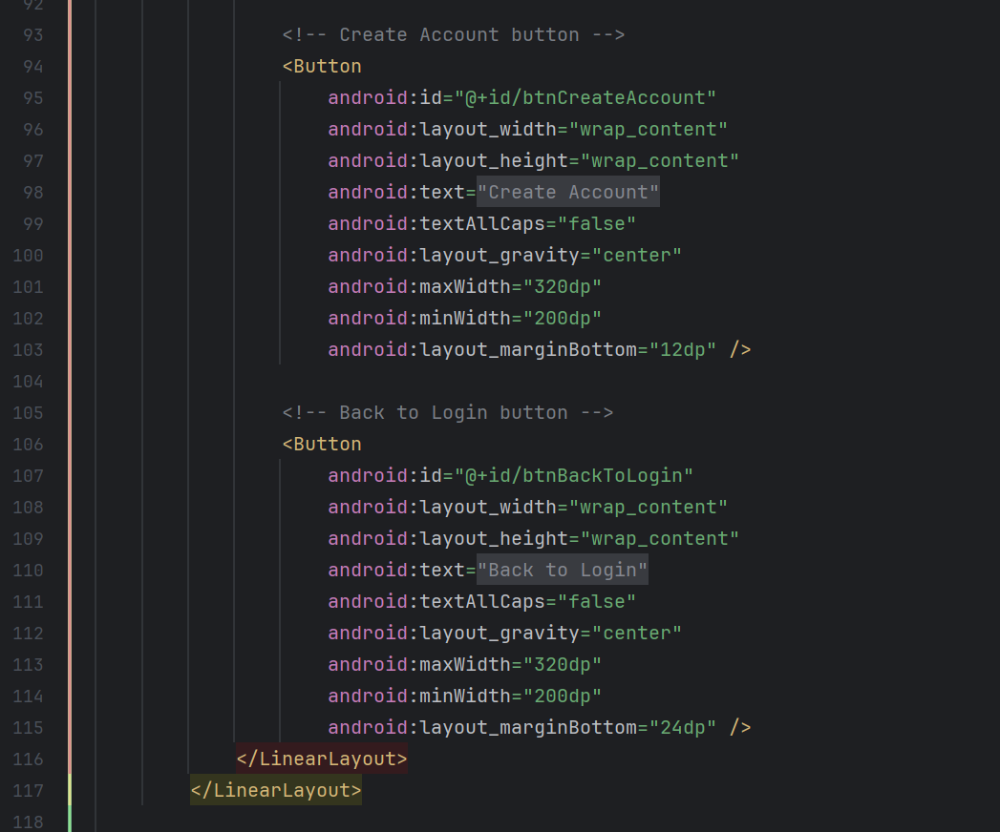 92
93 <!-- Create Account button -->
94 <Button
95 android:id="@+id/btnCreateAccount"
96 android:layout_width="wrap_content"
97 android:layout_height="wrap_content"
98 android:text="Create Account"
99 android:textAllCaps="false"
100 android:layout_gravity="center"
101 android:maxWidth="320dp"
102 android:minWidth="200dp"
103 android:layout_marginBottom="12dp" />
104
105 <!-- Back to Login button -->
106 <Button
107 android:id="@+id/btnBackToLogin"
108 android:layout_width="wrap_content"
109 android:layout_height="wrap_content"
110 android:text="Back to Login"
111 android:textAllCaps="false"
112 android:layout_gravity="center"
113 android:maxWidth="320dp"
114 android:minWidth="200dp"
115 android:layout_marginBottom="24dp" />
116 </LinearLayout>
117 </LinearLayout>
118